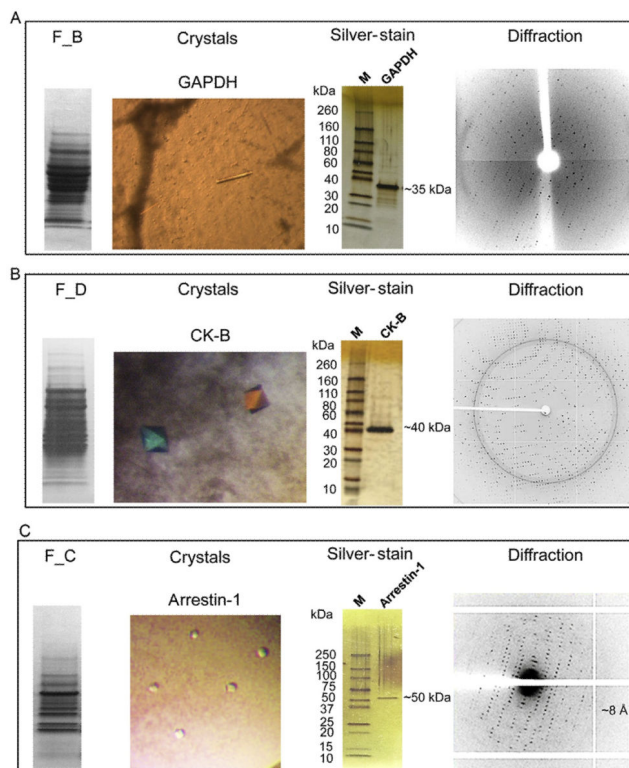 A
F_B
Crystals
Silver-stain
Diffraction
GAPDH
kDa
M
GAPDH
260
160
110
80
60
50
40
30
20
10
~35 kDa
B
F_D
Crystals
Silver-stain
Diffraction
CK-B
kDa
M
CK-B
260
160
110
80
60
50
40
30
20
10
~40 kDa
C
F_C
Crystals
Silver-stain
Diffraction
Arrestin-1
kDa
M
Arrestin-1
250
150
100
75
50
37
25
20
15
10
~50 kDa
~8 Å